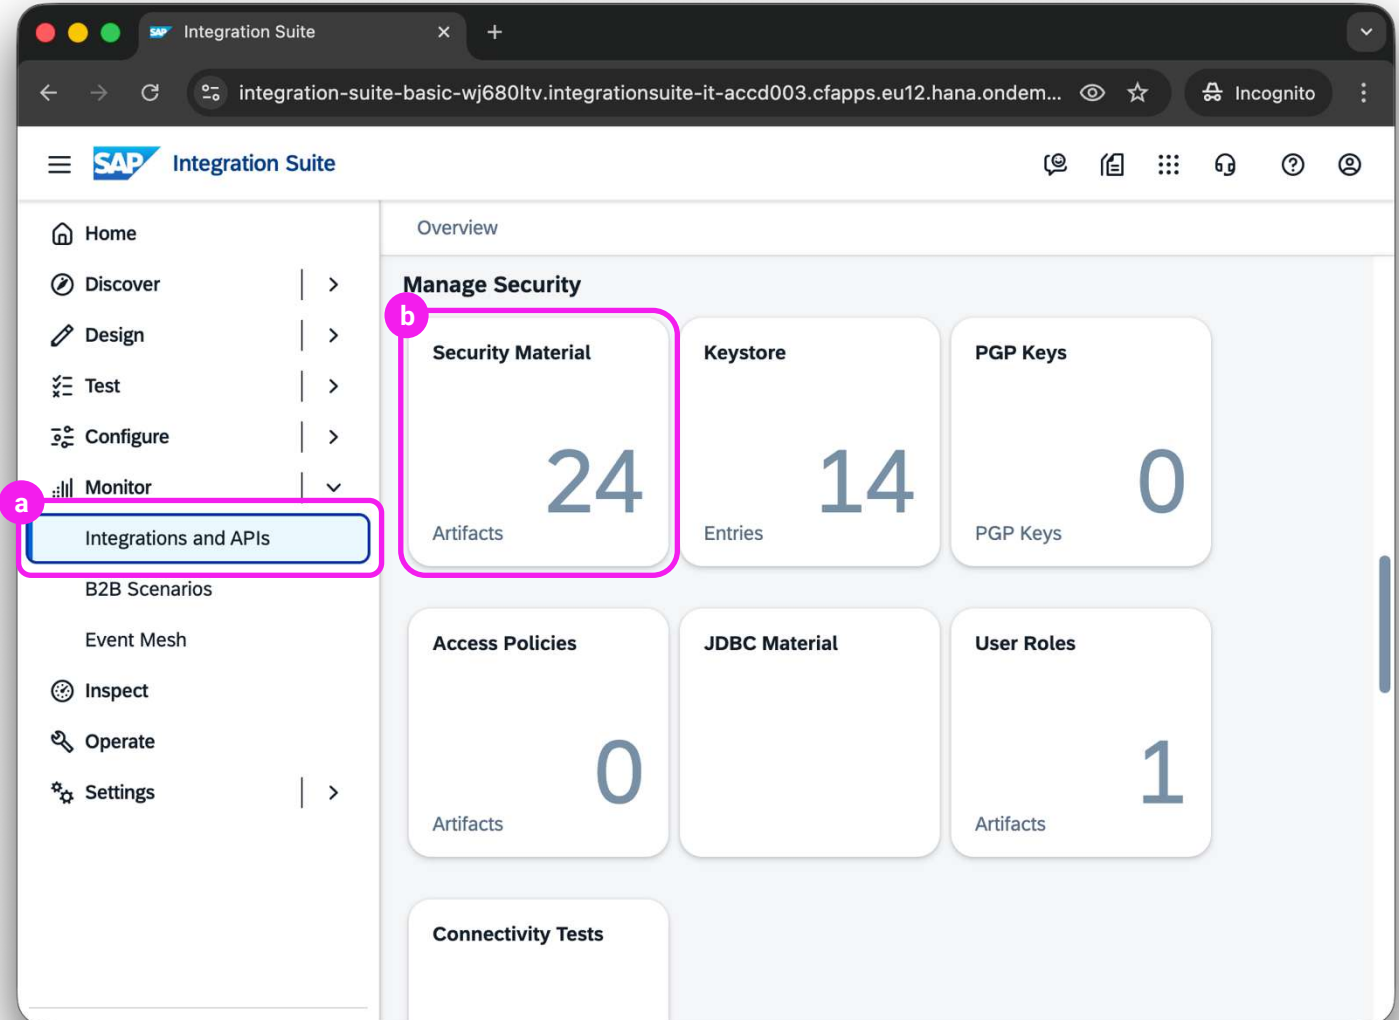 SAP Integration Suite
integration-suite-basic-wj680ltv.integrationsuite-it-accd003.cfapps.eu12.hana.ondem...
Incognito
SAP Integration Suite
Home
Discover
Design
Test
Configure
Monitor
a
Integrations and APIs
B2B Scenarios
Event Mesh
Inspect
Operate
Settings
Overview
Manage Security
b
Security Material
24
Artifacts
Keystore
14
Entries
PGP Keys
0
PGP Keys
Access Policies
0
Artifacts
JDBC Material
User Roles
1
Artifacts
Connectivity Tests